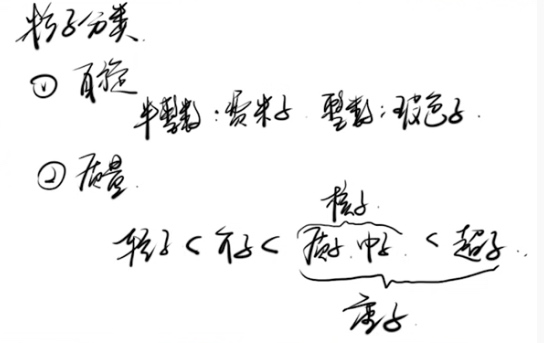 粒子分类
① 自旋
半整数:费米子 整数:玻色子
② 质量
核子
轻子 < 介子 < 质子、中子 < 超子
重子